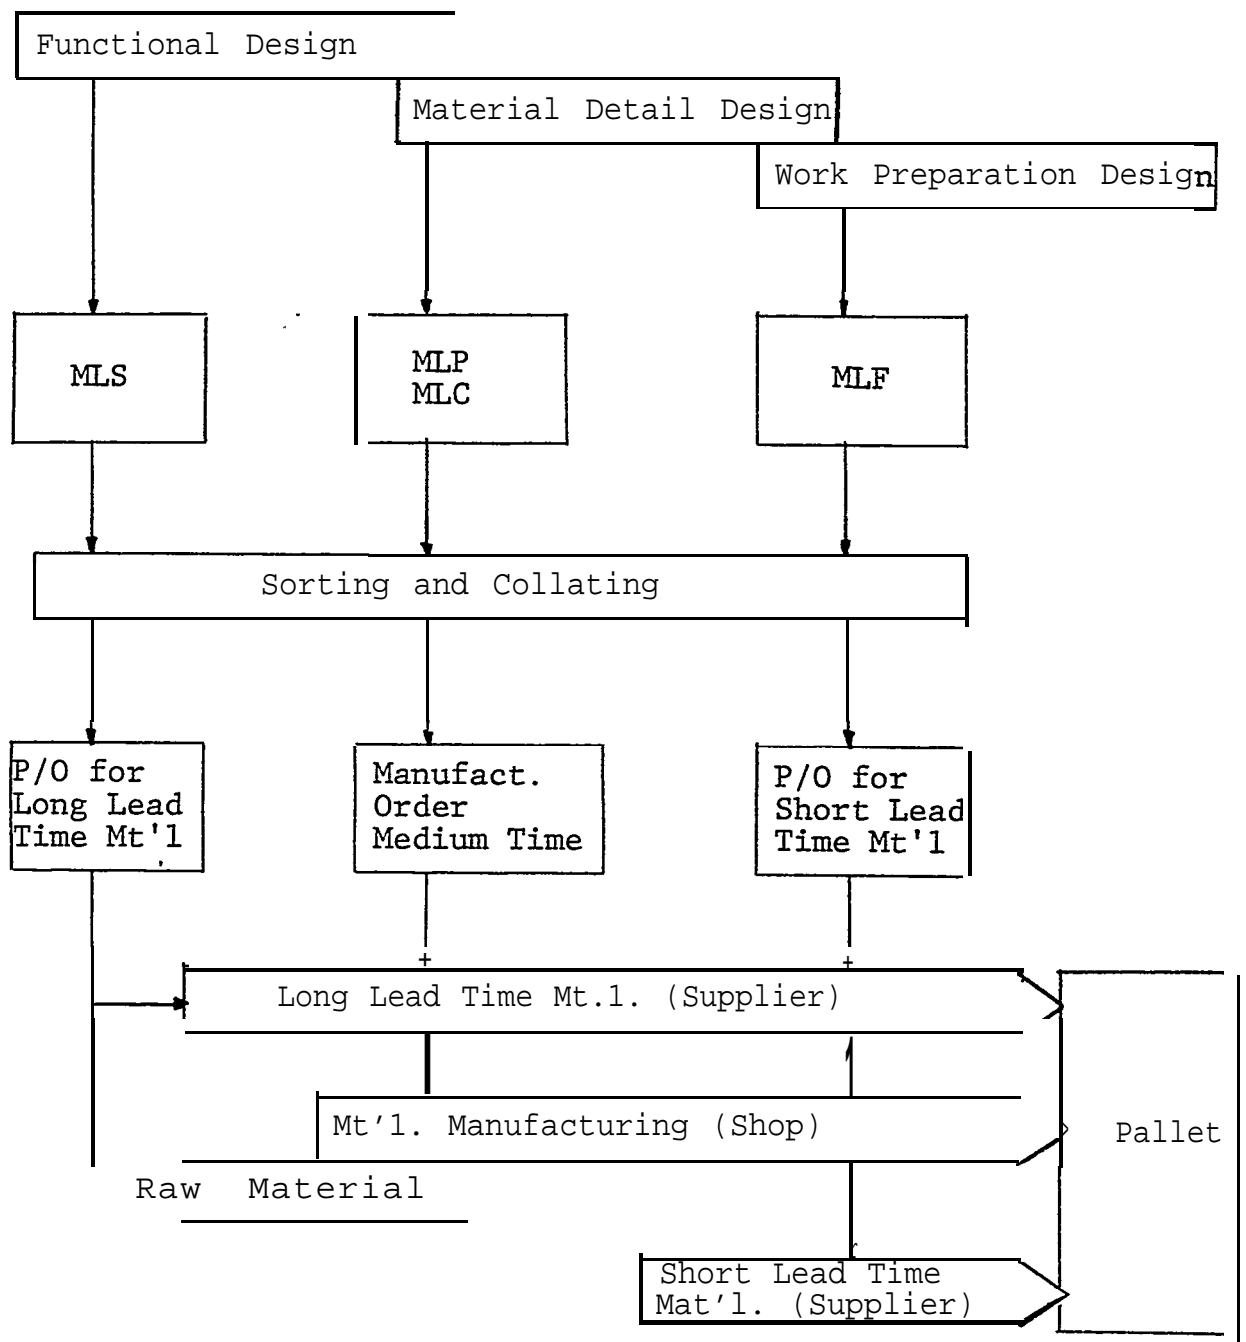 Functional Design
Material Detail Design
Work Preparation Design
MLS
MLP
MLC
MLF
Sorting and Collating
P/O for
Long Lead
Time Mt'l
Manufact.
Order
Medium Time
P/O for
Short Lead
Time Mt'l
Long Lead Time Mt.1. (Supplier)
Mt'1. Manufacturing (Shop)
Pallet
Raw Material
Short Lead Time
Mat'l. (Supplier)